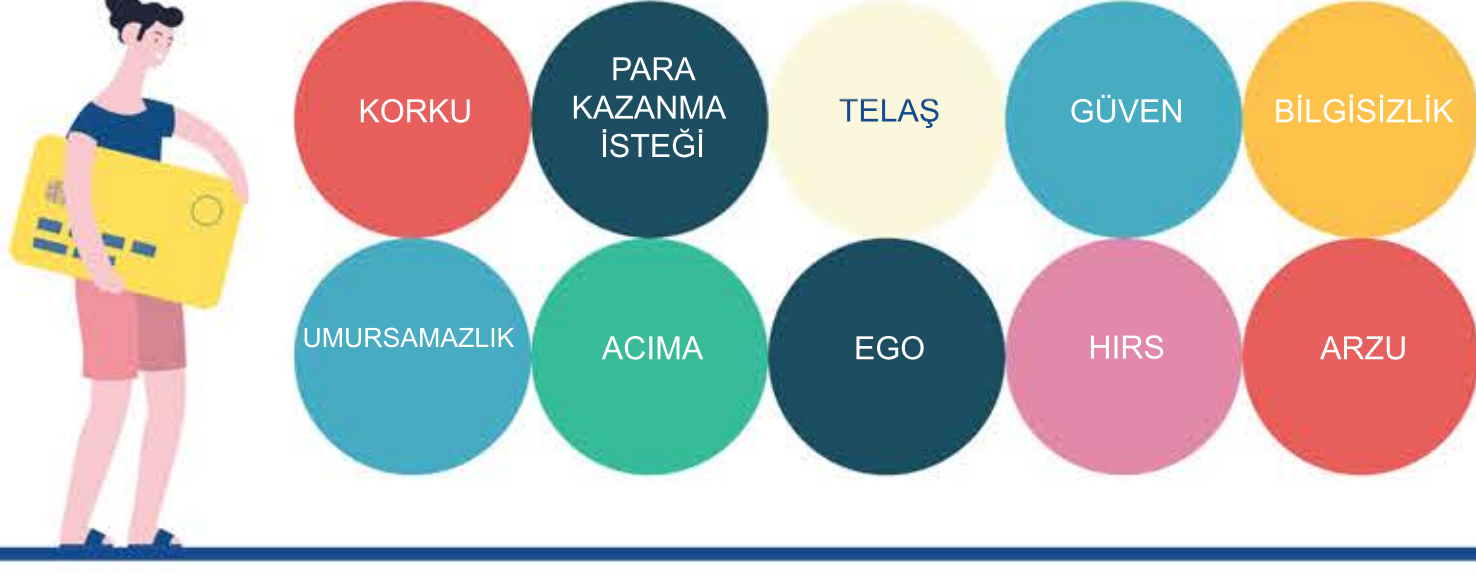 KORKU
PARA
KAZANMA
İSTEĞİ
TELAŞ
GÜVEN
BİLGİSİZLİK
UMURSAMAZLIK
ACIMA
EGO
HIRS
ARZU